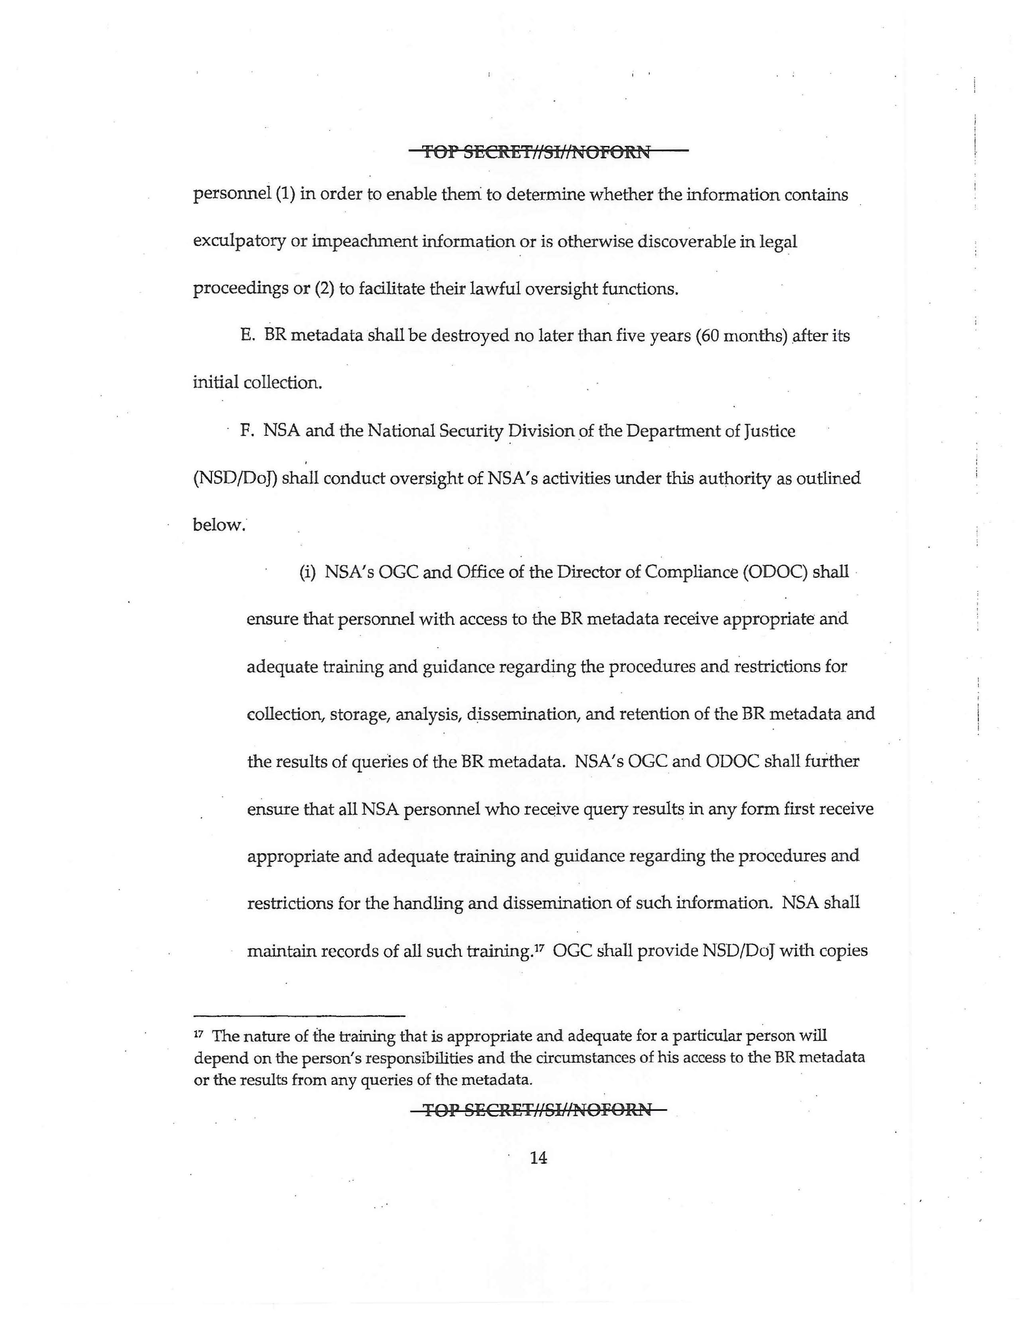 TOP SECRET//SI//NOFORN
personnel (1) in order to enable them to determine whether the information contains
exculpatory or impeachment information or is otherwise discoverable in legal
proceedings or (2) to facilitate their lawful oversight functions.
E. BR metadata shall be destroyed no later than five years (60 months) after its
initial collection.
F. NSA and the National Security Division of the Department of Justice
(NSD/DoJ) shall conduct oversight of NSA's activities under this authority as outlined
below.
(i) NSA's OGC and Office of the Director of Compliance (ODOC) shall
ensure that personnel with access to the BR metadata receive appropriate and
adequate training and guidance regarding the procedures and restrictions for
collection, storage, analysis, dissemination, and retention of the BR metadata and
the results of queries of the BR metadata. NSA's OGC and ODOC shall further
ensure that all NSA personnel who receive query results in any form first receive
appropriate and adequate training and guidance regarding the procedures and
restrictions for the handling and dissemination of such information. NSA shall
maintain records of all such training.17 OGC shall provide NSD/DoJ with copies
17 The nature of the training that is appropriate and adequate for a particular person will
depend on the person's responsibilities and the circumstances of his access to the BR metadata
or the results from any queries of the metadata.
TOP SECRET//SI//NOFORN
14